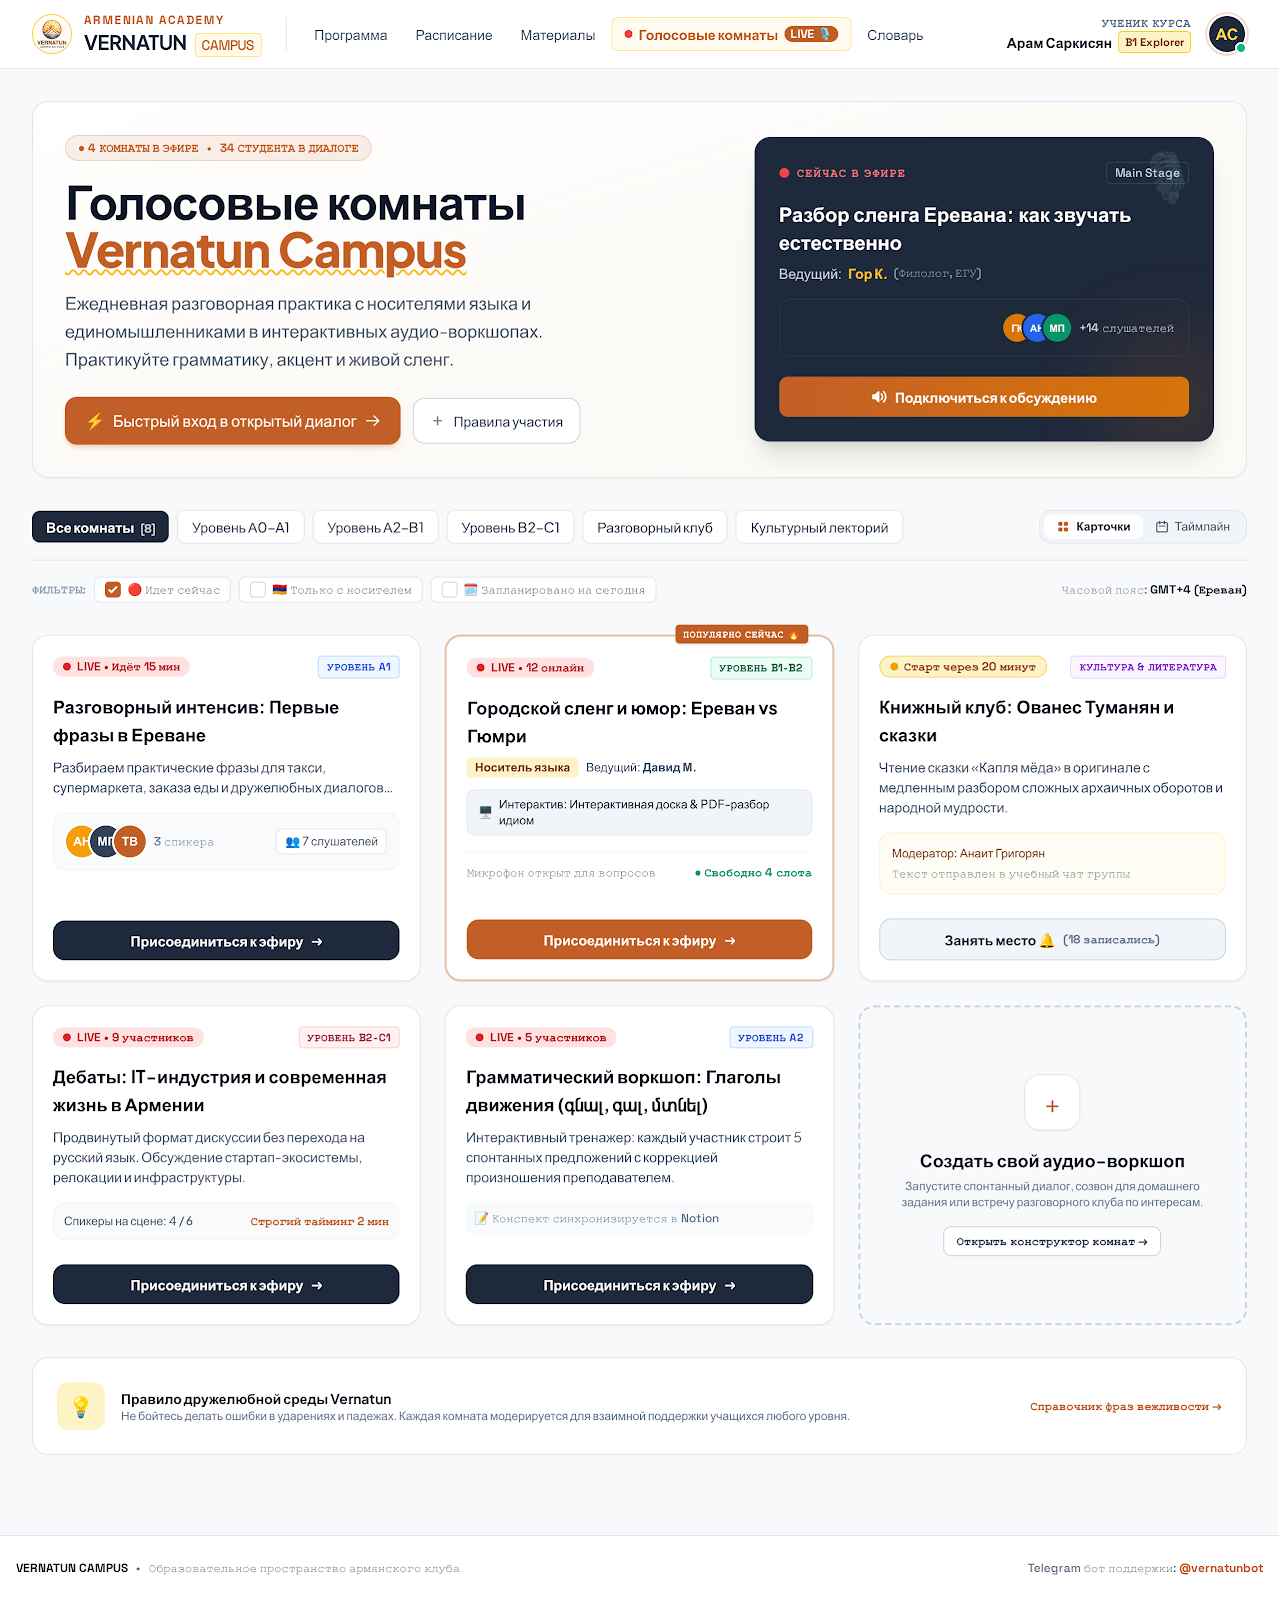 ARMENIAN ACADEMY
VERNATUN CAMPUS
Программа
Расписание
Материалы
Голосовые комнаты LIVE 🎙️
Словарь
УЧЕНИК КУРСА
Арам Саркисян B1 Explorer
АС
● 4 КОМНАТЫ В ЭФИРЕ • 34 СТУДЕНТА В ДИАЛОГЕ
Голосовые комнаты
Vernatun Campus
Ежедневная разговорная практика с носителями языка и
единомышленниками в интерактивных аудио-воркшопах.
Практикуйте грамматику, акцент и живой сленг.
⚡ Быстрый вход в открытый диалог →
+ Правила участия
СЕЙЧАС В ЭФИРЕ
Main Stage
Разбор сленга Еревана: как звучать
естественно
Ведущий: Гор К. (Филолог, ЕГУ)
МП +14 слушателей
Подключиться к обсуждению
Все комнаты [8]
Уровень A0–A1
Уровень A2–B1
Уровень B2–C1
Разговорный клуб
Культурный лекторий
Карточки
Таймлайн
ФИЛЬТРЫ:
🔴 Идет сейчас
🇦🇲 Только с носителем
🗓️ Запланировано на сегодня
Часовой пояс: GMT+4 (Ереван)
LIVE • Идёт 15 мин
УРОВЕНЬ A1
Разговорный интенсив: Первые
фразы в Ереване
Разбираем практические фразы для такси,
супермаркета, заказа еды и дружелюбных диалогов...
ТВ 3 спикера
👥 7 слушателей
Присоединиться к эфиру →
ПОПУЛЯРНО СЕЙЧАС 🔥
LIVE • 12 онлайн
УРОВЕНЬ B1-B2
Городской сленг и юмор: Ереван vs
Гюмри
Носитель языка Ведущий: Давид М.
🖥️ Интерактив: Интерактивная доска & PDF-разбор
идиом
Микрофон открыт для вопросов
● Свободно 4 слота
Присоединиться к эфиру →
Старт через 20 минут
КУЛЬТУРА & ЛИТЕРАТУРА
Книжный клуб: Ованес Туманян и
сказки
Чтение сказки «Капля мёда» в оригинале с
медленным разбором сложных архаичных оборотов и
народной мудрости.
Модератор: Анаит Григорян
Текст отправлен в учебный чат группы
Занять место 🔔 (18 записались)
LIVE • 9 участников
УРОВЕНЬ B2-C1
Дебаты: IT-индустрия и современная
жизнь в Армении
Продвинутый формат дискуссии без перехода на
русский язык. Обсуждение стартап-экосистемы,
релокации и инфраструктуры.
Спикеры на сцене: 4 / 6
Строгий тайминг 2 мин
Присоединиться к эфиру →
LIVE • 5 участников
УРОВЕНЬ A2
Грамматический воркшоп: Глаголы
движения (գնալ, գալ, մտնել)
Интерактивный тренажер: каждый участник строит 5
спонтанных предложений с коррекцией
произношения преподавателем.
📝 Конспект синхронизируется в Notion
Присоединиться к эфиру →
+
Создать свой аудио-воркшоп
Запустите спонтанный диалог, созвон для домашнего
задания или встречу разговорного клуба по интересам.
Открыть конструктор комнат →
💡 Правило дружелюбной среды Vernatun
Не бойтесь делать ошибки в ударениях и падежах. Каждая комната модерируется для взаимной поддержки учащихся любого уровня.
Справочник фраз вежливости →
VERNATUN CAMPUS • Образовательное пространство армянского клуба
Telegram бот поддержки: @vernatunbot